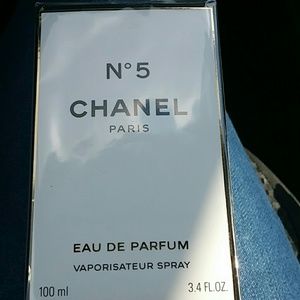 N°5
CHANEL
PARIS
EAU DE PARFUM
VAPORISATEUR SPRAY
100 ml 3.4 FL.OZ.